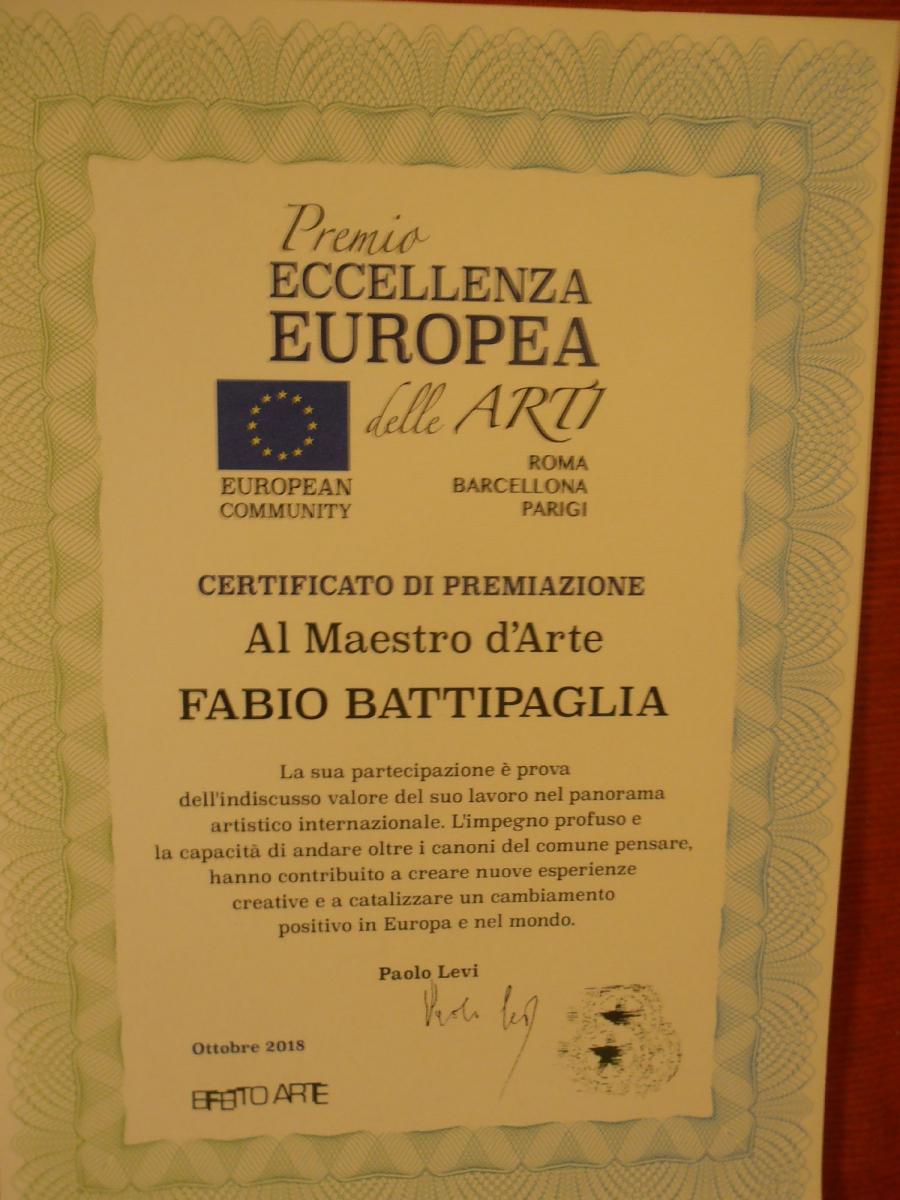 Premio
ECCELLENZA
EUROPEA
delle ARTI
EUROPEAN
COMMUNITY
ROMA
BARCELLONA
PARIGI
CERTIFICATO DI PREMIAZIONE
Al Maestro d'Arte
FABIO BATTIPAGLIA
La sua partecipazione è prova
dell'indiscusso valore del suo lavoro nel panorama
artistico internazionale. L'impegno profuso e
la capacità di andare oltre i canoni del comune pensare,
hanno contribuito a creare nuove esperienze
creative e a catalizzare un cambiamento
positivo in Europa e nel mondo.
Paolo Levi
Paolo Levi
Ottobre 2018
EFFETTO ARTE